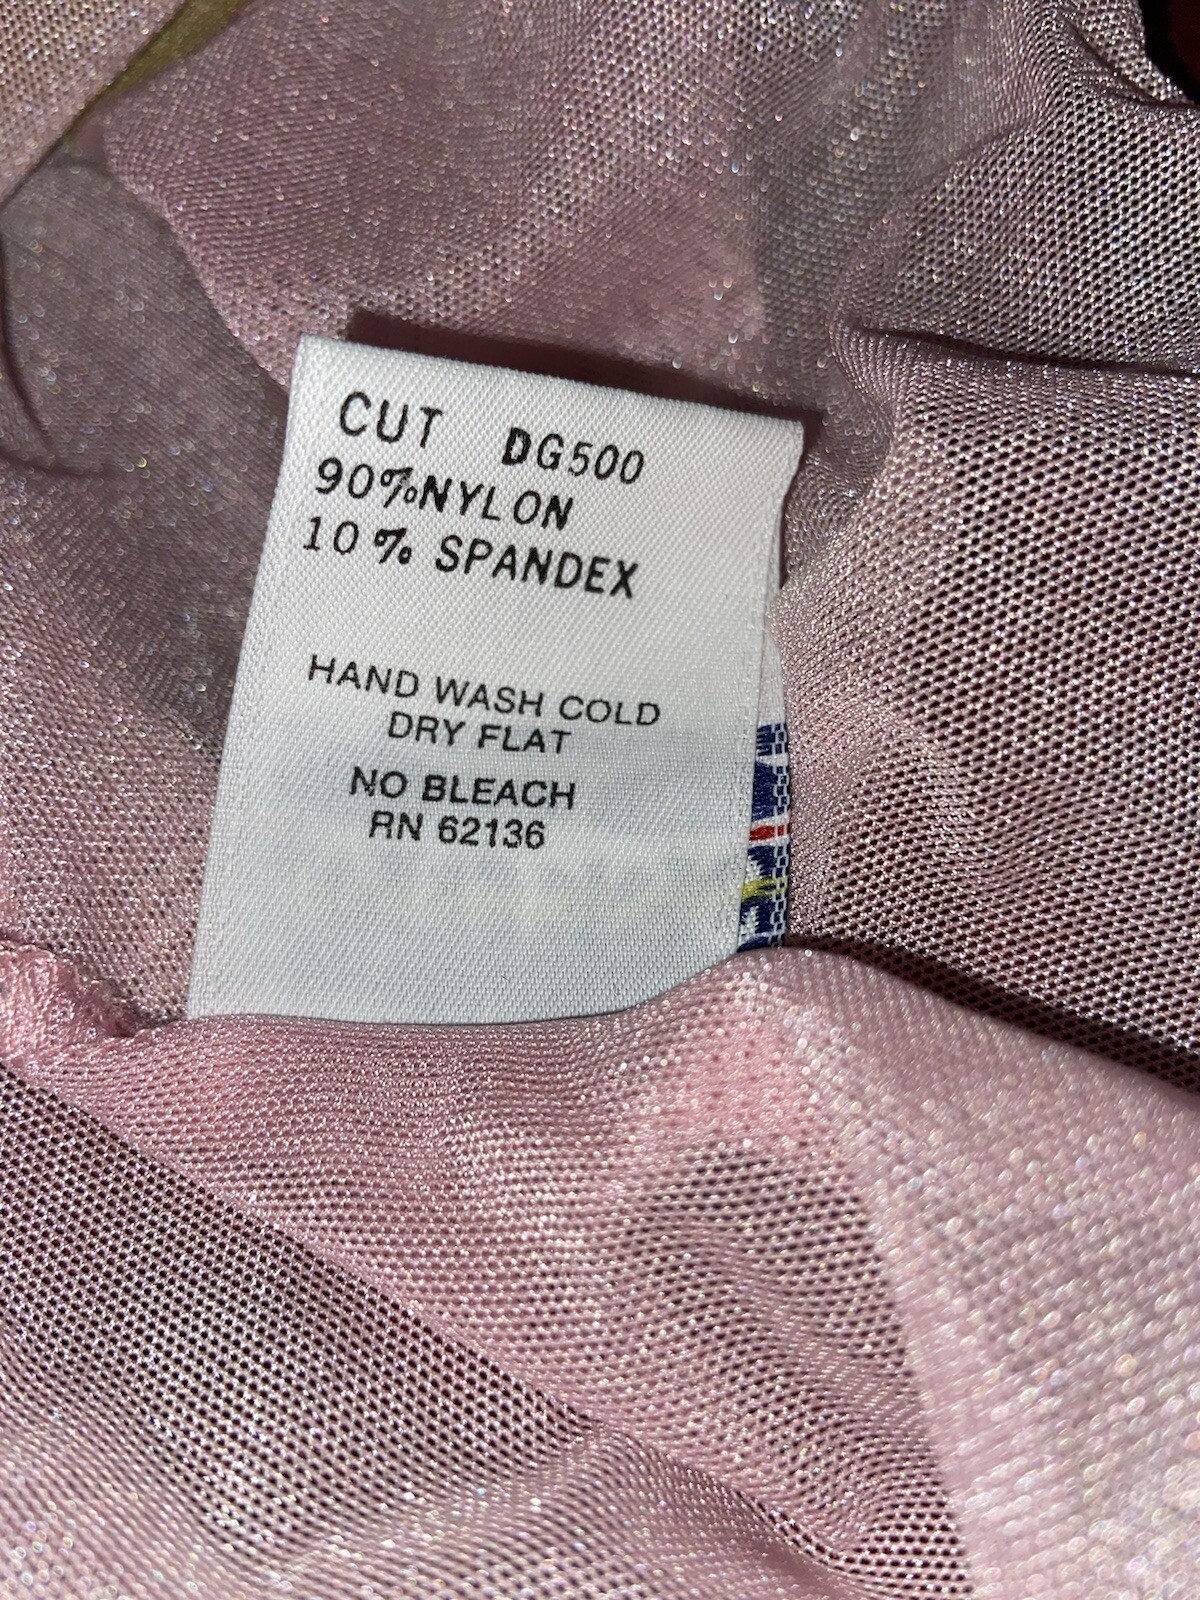 CUT DG500
90%NYLON
10% SPANDEX
HAND WASH COLD
DRY FLAT
NO BLEACH
RN 62136